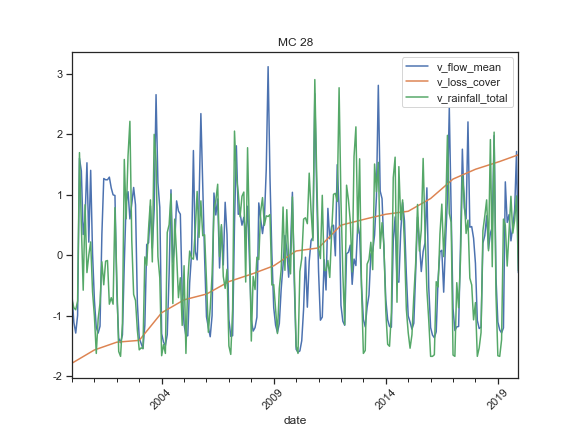 MC 28
v_flow_mean
v_loss_cover
v_rainfall_total
3
2
1
0
-1
-2
2004
2009
2014
2019
date